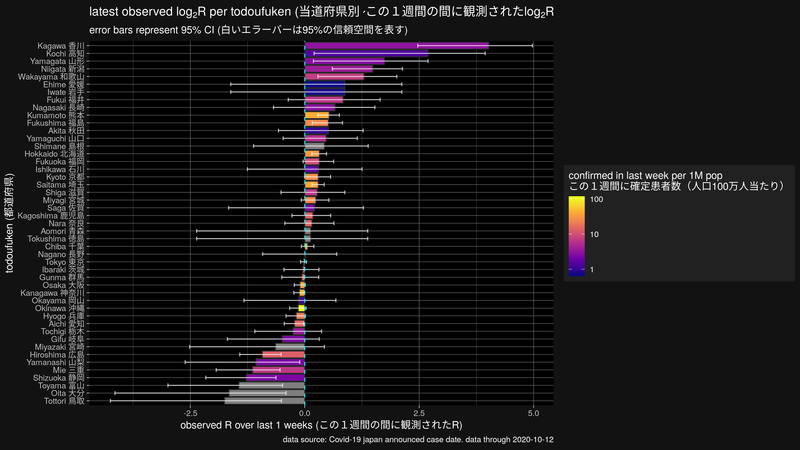 latest observed log₂R per todoufuken (当道府県別・この１週間の間に観測されたlog₂R
error bars represent 95% CI (白いエラーバーは95%の信頼空間を表す)
todoufuken (都道府県)
Kagawa 香川
Kochi 高知
Yamagata 山形
Niigata 新潟
Wakayama 和歌山
Ehime 愛媛
Iwate 岩手
Fukui 福井
Nagasaki 長崎
Kumamoto 熊本
Fukushima 福島
Akita 秋田
Yamaguchi 山口
Shimane 島根
Hokkaido 北海道
Fukuoka 福岡
Ishikawa 石川
Kyoto 京都
Saitama 埼玉
Shiga 滋賀
Miyagi 宮城
Saga 佐賀
Kagoshima 鹿児島
Nara 奈良
Aomori 青森
Tokushima 徳島
Chiba 千葉
Nagano 長野
Tokyo 東京
Ibaraki 茨城
Gunma 群馬
Osaka 大阪
Kanagawa 神奈川
Okayama 岡山
Okinawa 沖縄
Hyogo 兵庫
Aichi 愛知
Tochigi 栃木
Gifu 岐阜
Miyazaki 宮崎
Hiroshima 広島
Yamanashi 山梨
Mie 三重
Shizuoka 静岡
Toyama 富山
Oita 大分
Tottori 鳥取
-2.5 0.0 2.5 5.0
observed R over last 1 weeks (この１週間の間に観測されたR)
data source: Covid-19 japan announced case date. data through 2020-10-12
confirmed in last week per 1M pop
この１週間に確定患者数（人口100万人当たり）
100
10
1